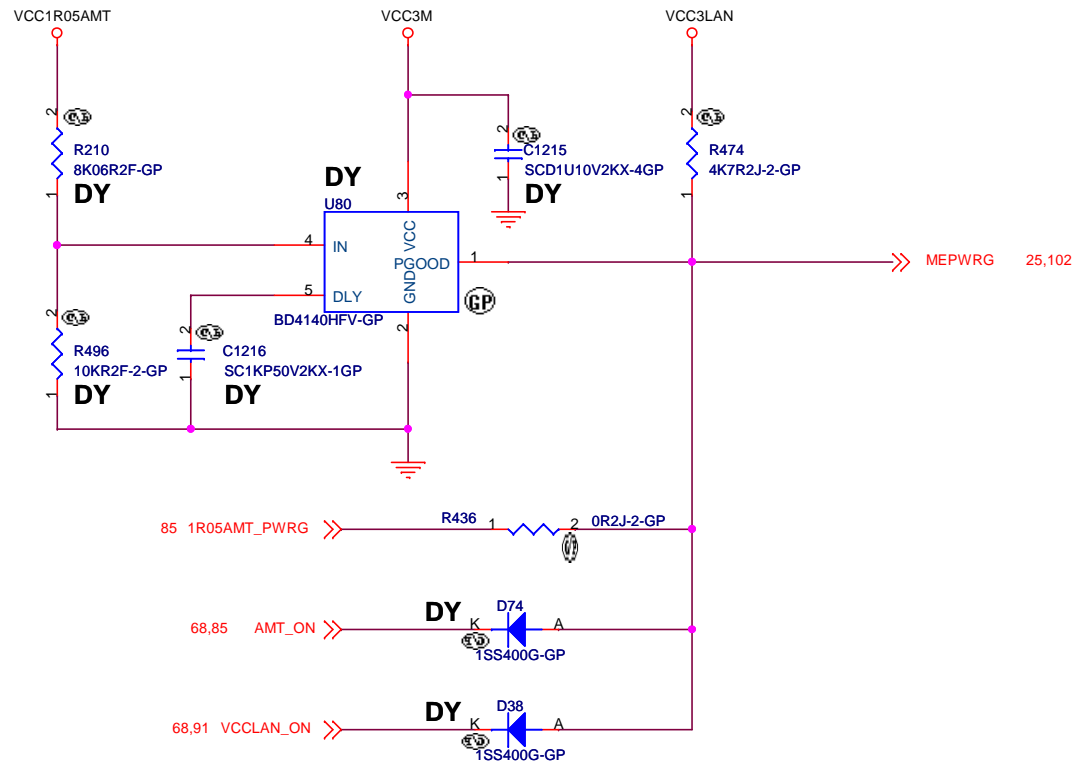 VCC1R05AMT
VCC3M
VCC3LAN
2
R210
8K06R2F-GP
1
DY
2
C1215
SCD1U10V2KX-4GP
1
DY
2
R474
4K7R2J-2-GP
1
DY
U80
3
VCC
4
IN
PGOOD
1
5
DLY
GND
2
BD4140HFV-GP
GP
MEPWRG 25,102
2
R496
10KR2F-2-GP
1
DY
2
C1216
SC1KP50V2KX-1GP
1
DY
85 1R05AMT_PWRG
R436
1
2
0R2J-2-GP
68,85 AMT_ON
DY
K
D74
A
1SS400G-GP
68,91 VCCLAN_ON
DY
K
D38
A
1SS400G-GP